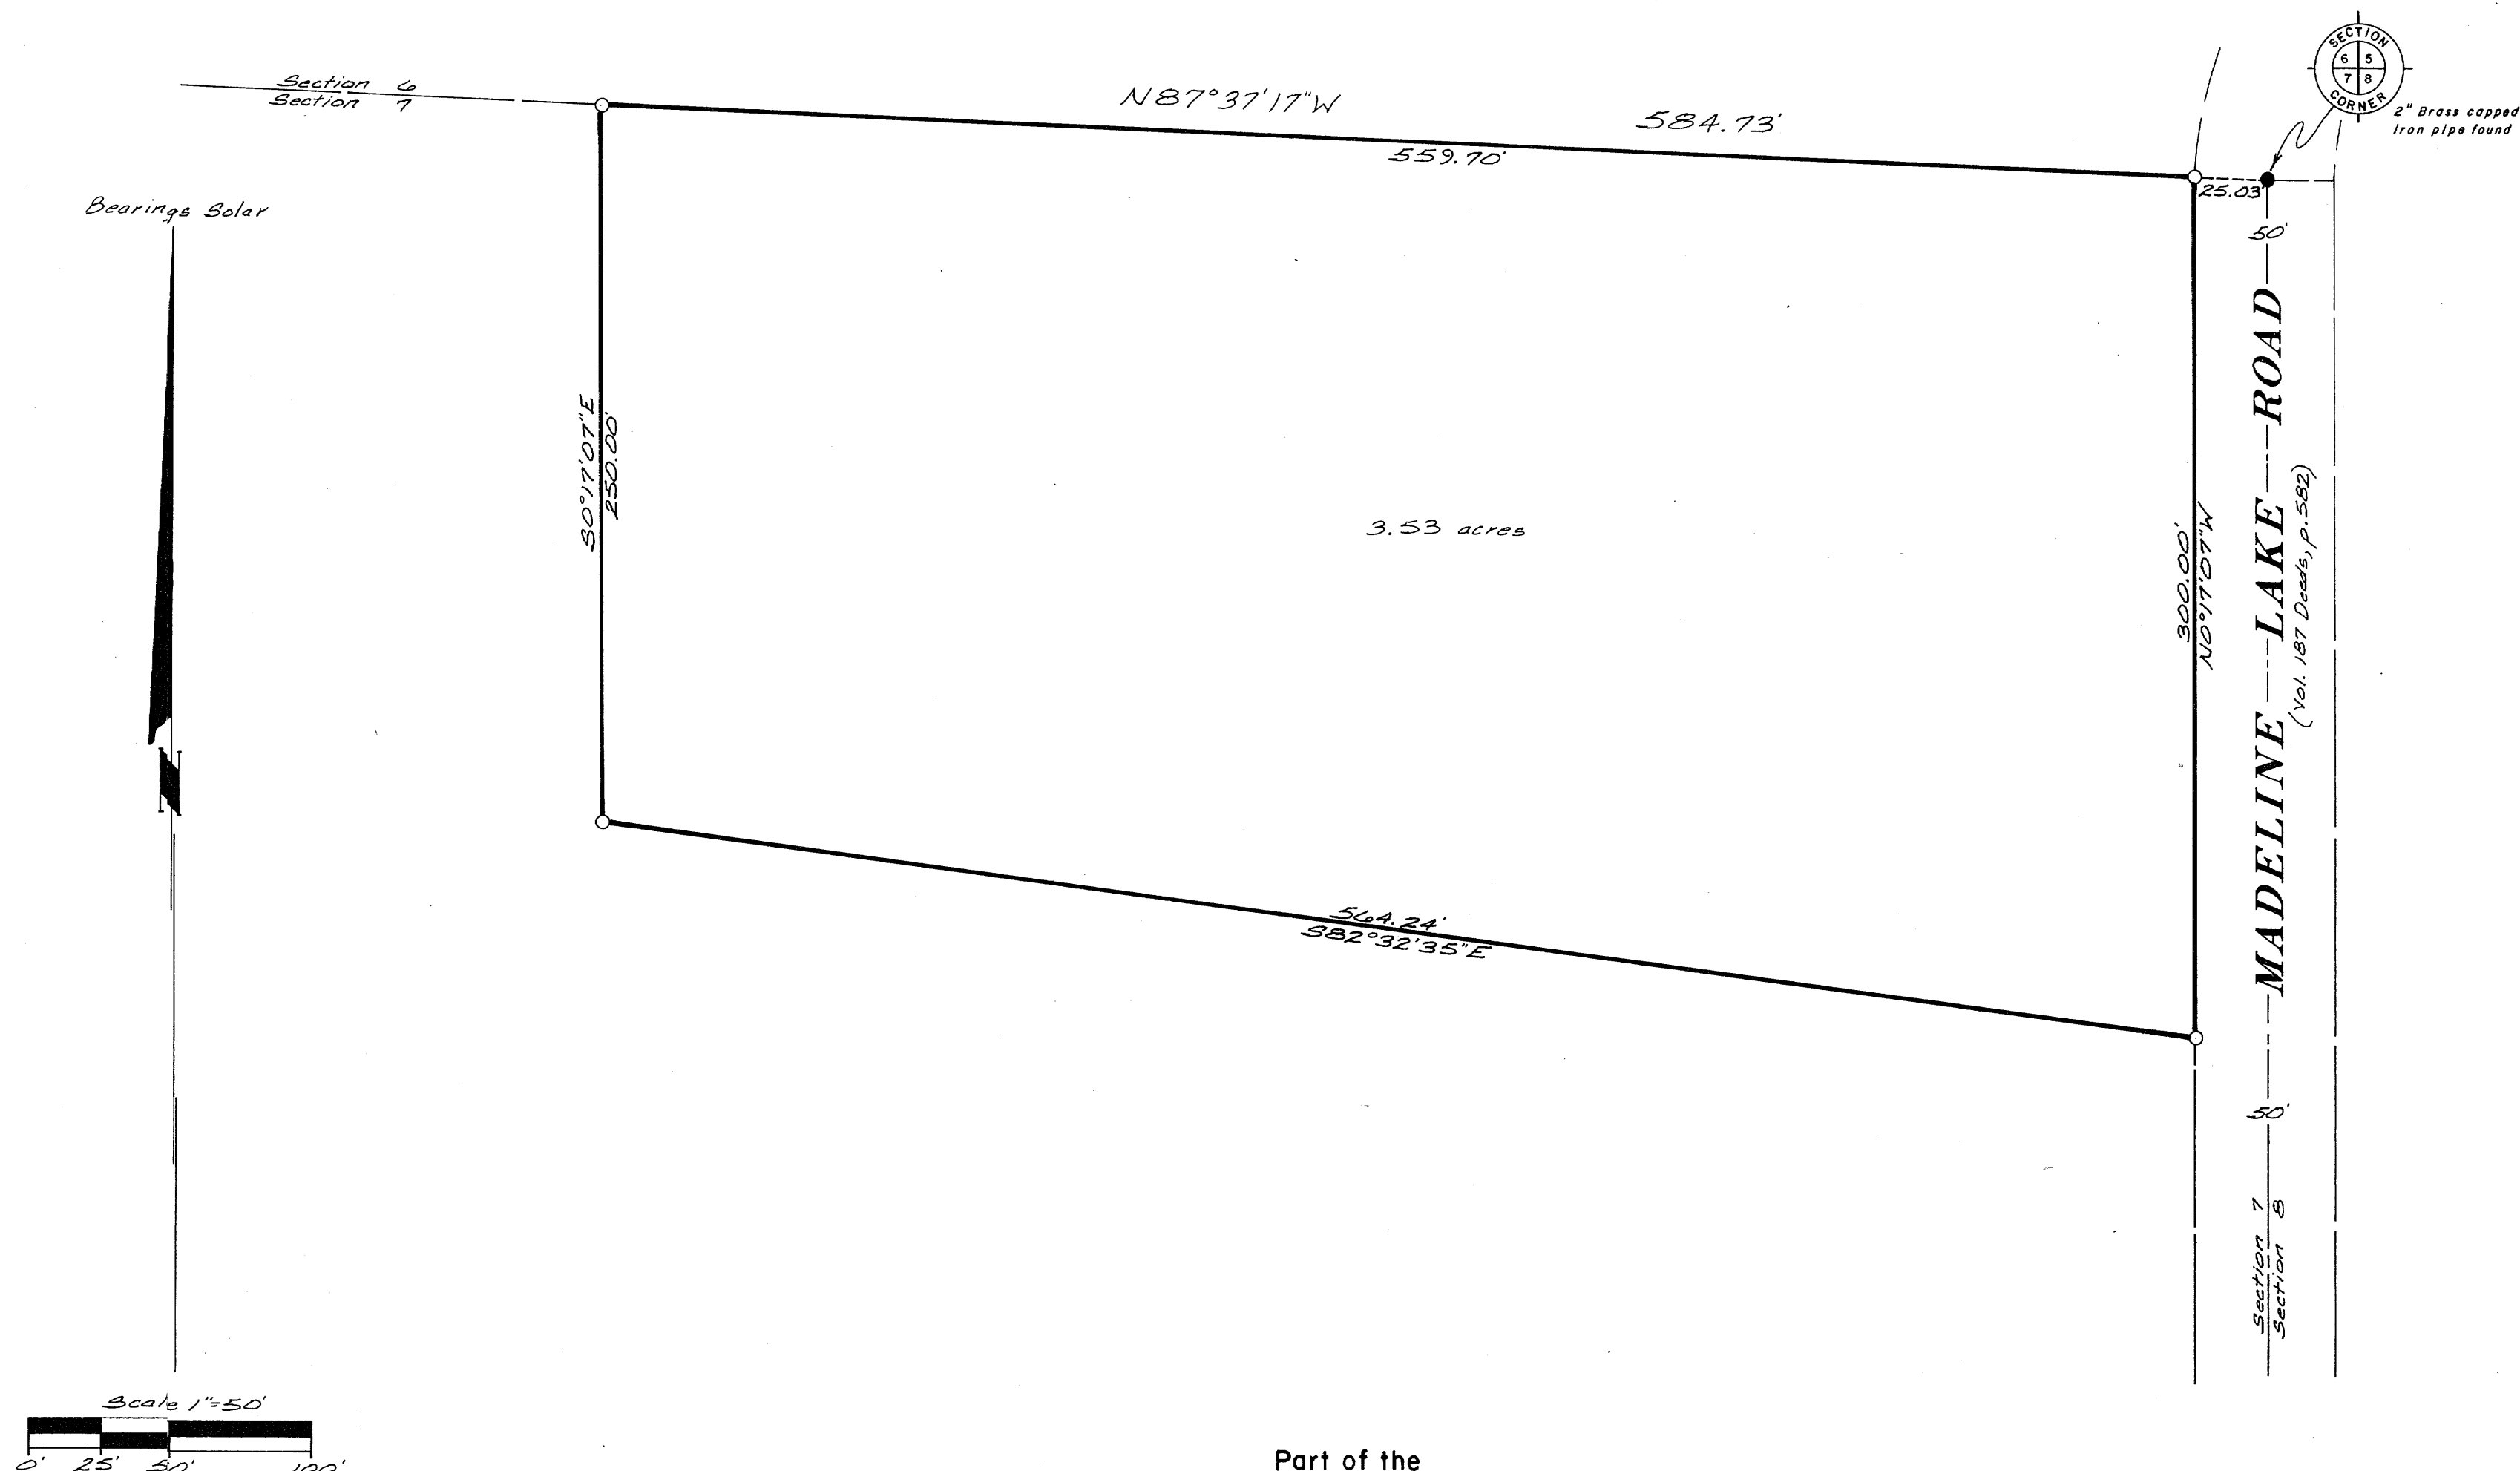 SECTION
6 5
7 8
CORNER
2" Brass capped
Iron pipe found
Section 6
Section 7
N87°37'17"W
584.73'
559.70'
25.03'
50'
Bearings Solar
N
S0°17'07"E
250.00'
3.53 acres
300.00'
N0°17'07"W
MADELINE LAKE ROAD
(Vol. 187 Deeds, p.582)
564.24'
S82°32'35"E
50'
Section 7
Section 8
Scale 1"=50'
0' 25' 50' 100'
Part of the